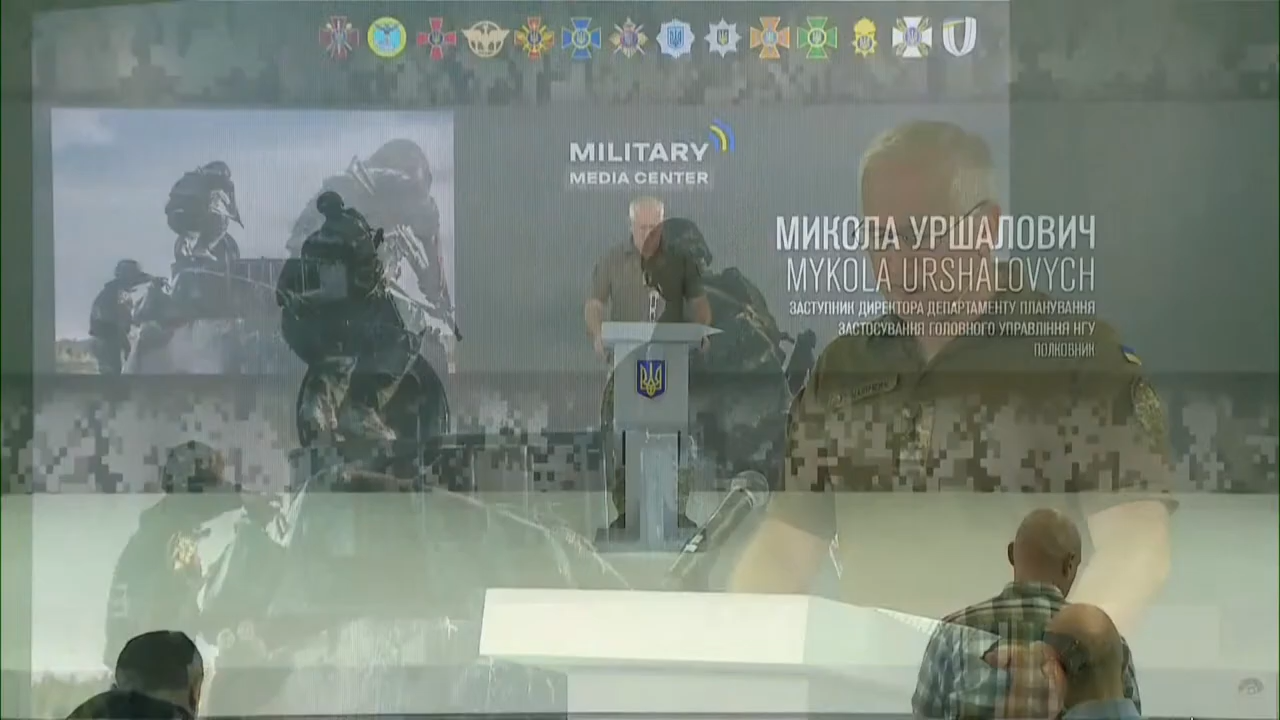 MILITARY
MEDIA CENTER
МИКОЛА УРШАЛОВИЧ
MYKOLA URSHALOVYCH
ЗАСТУПНИК ДИРЕКТОРА ДЕПАРТАМЕНТУ ПЛАНУВАННЯ
ЗАСТОСУВАННЯ ГОЛОВНОГО УПРАВЛІННЯ НГУ
ПОЛКОВНИК